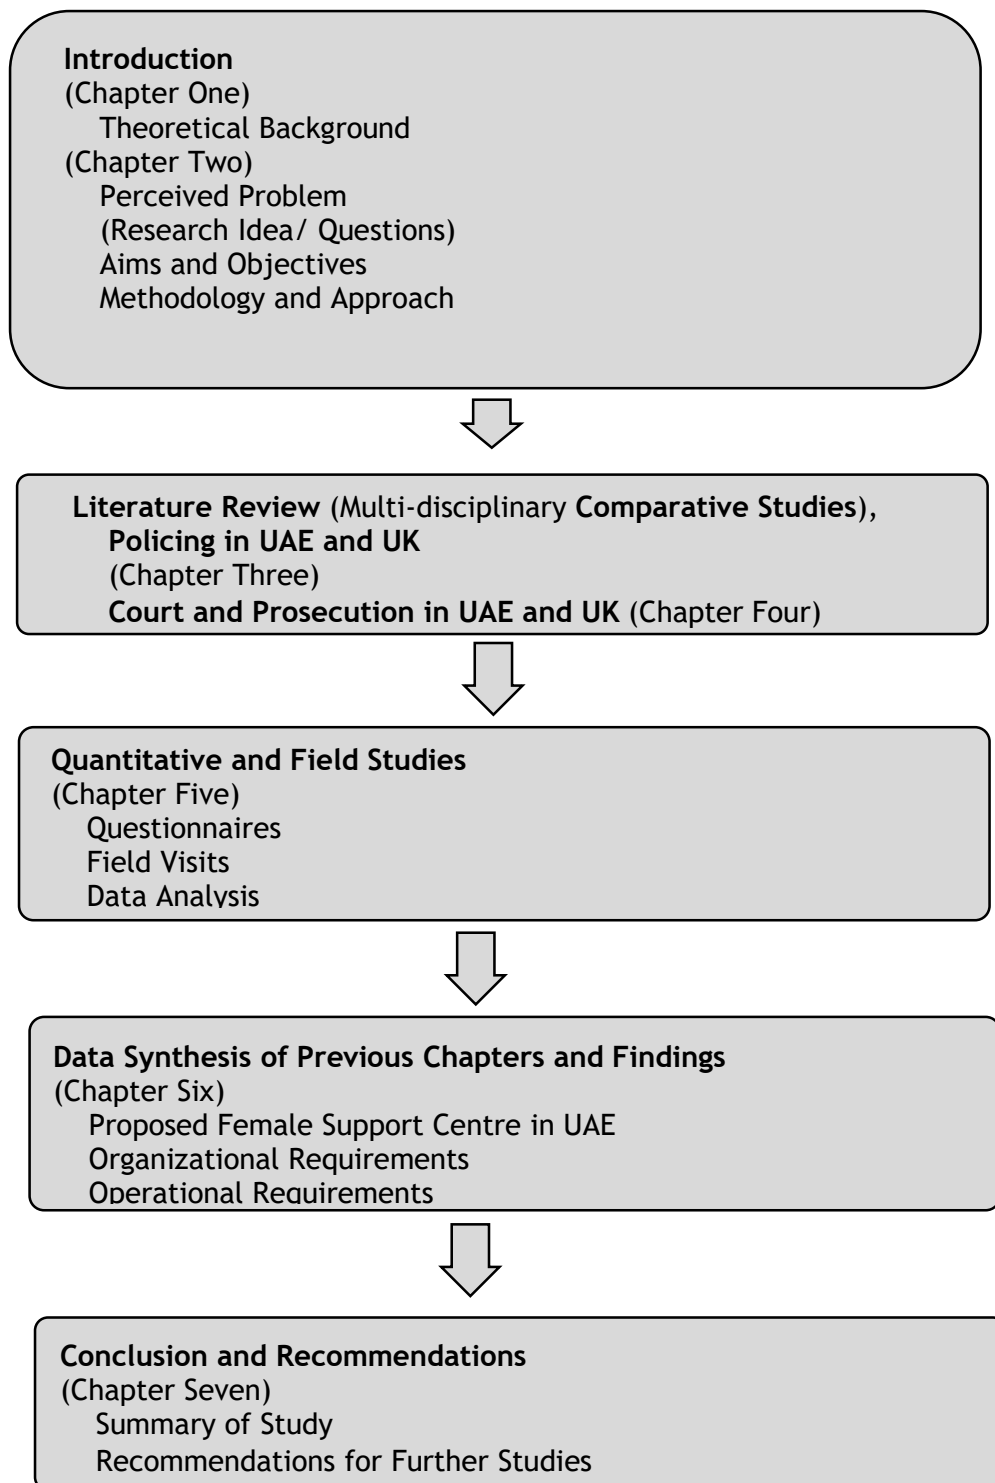 Introduction
(Chapter One)
Theoretical Background
(Chapter Two)
Perceived Problem
(Research Idea/ Questions)
Aims and Objectives
Methodology and Approach
Literature Review (Multi-disciplinary Comparative Studies),
Policing in UAE and UK
(Chapter Three)
Court and Prosecution in UAE and UK (Chapter Four)
Quantitative and Field Studies
(Chapter Five)
Questionnaires
Field Visits
Data Analysis
Data Synthesis of Previous Chapters and Findings
(Chapter Six)
Proposed Female Support Centre in UAE
Organizational Requirements
Operational Requirements
Conclusion and Recommendations
(Chapter Seven)
Summary of Study
Recommendations for Further Studies